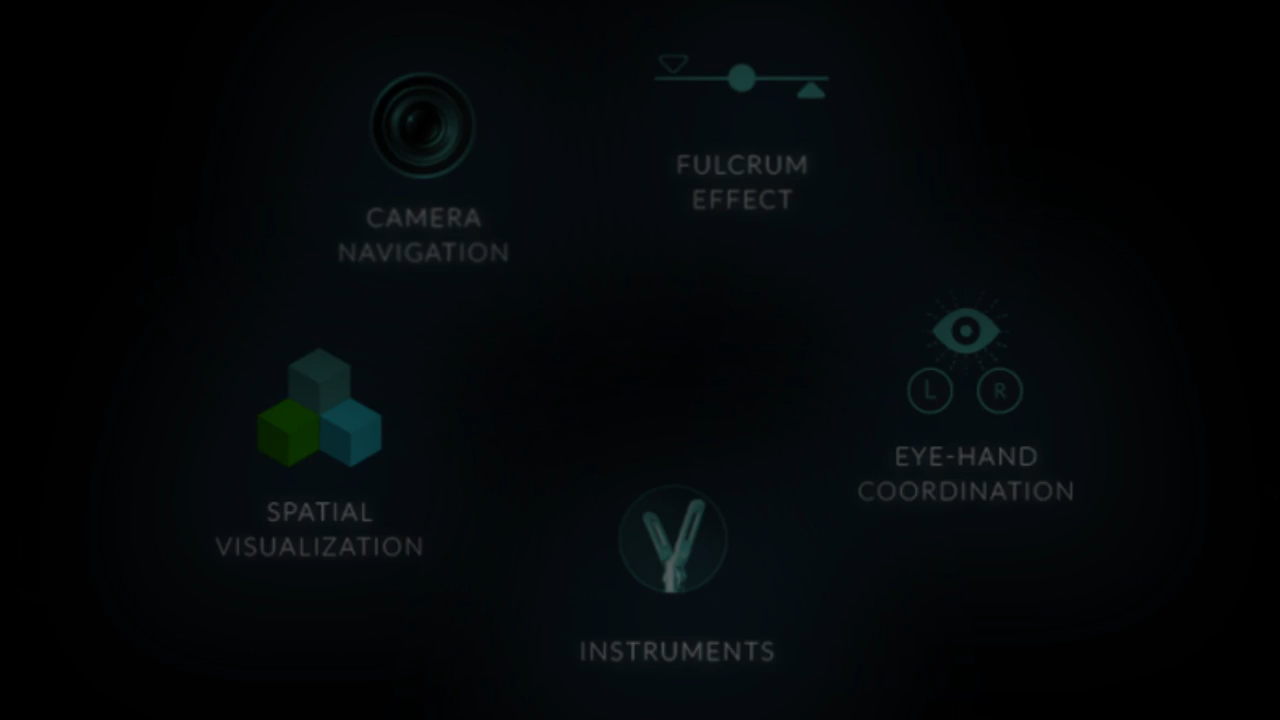 CAMERA
NAVIGATION
FULCRUM
EFFECT
L R
EYE-HAND
COORDINATION
SPATIAL
VISUALIZATION
INSTRUMENTS